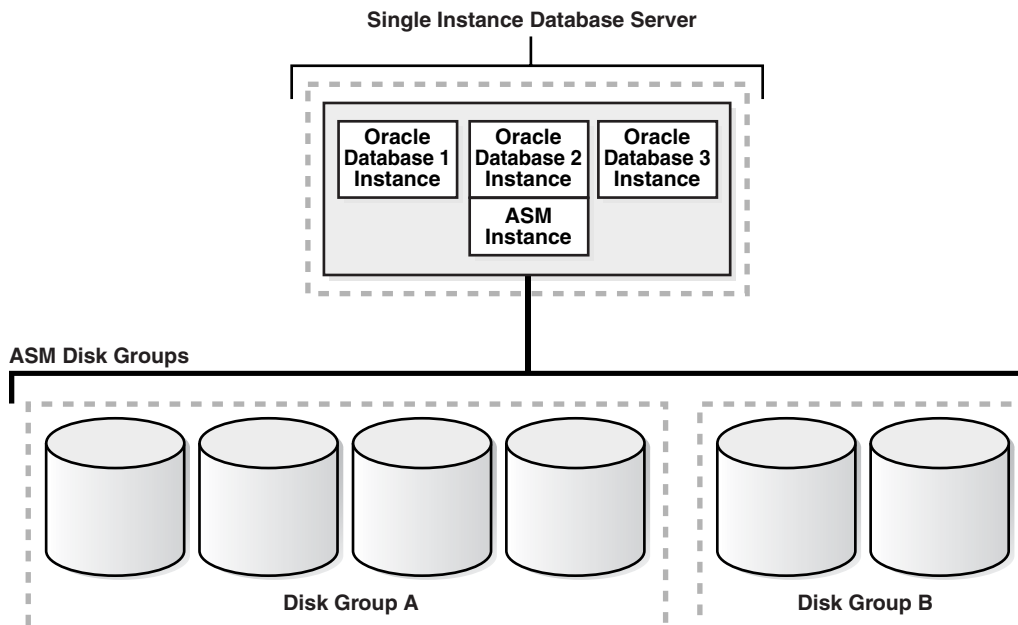 Single Instance Database Server
Oracle
Database 1
Instance
Oracle
Database 2
Instance
Oracle
Database 3
Instance
ASM
Instance
ASM Disk Groups
Disk Group A
Disk Group B